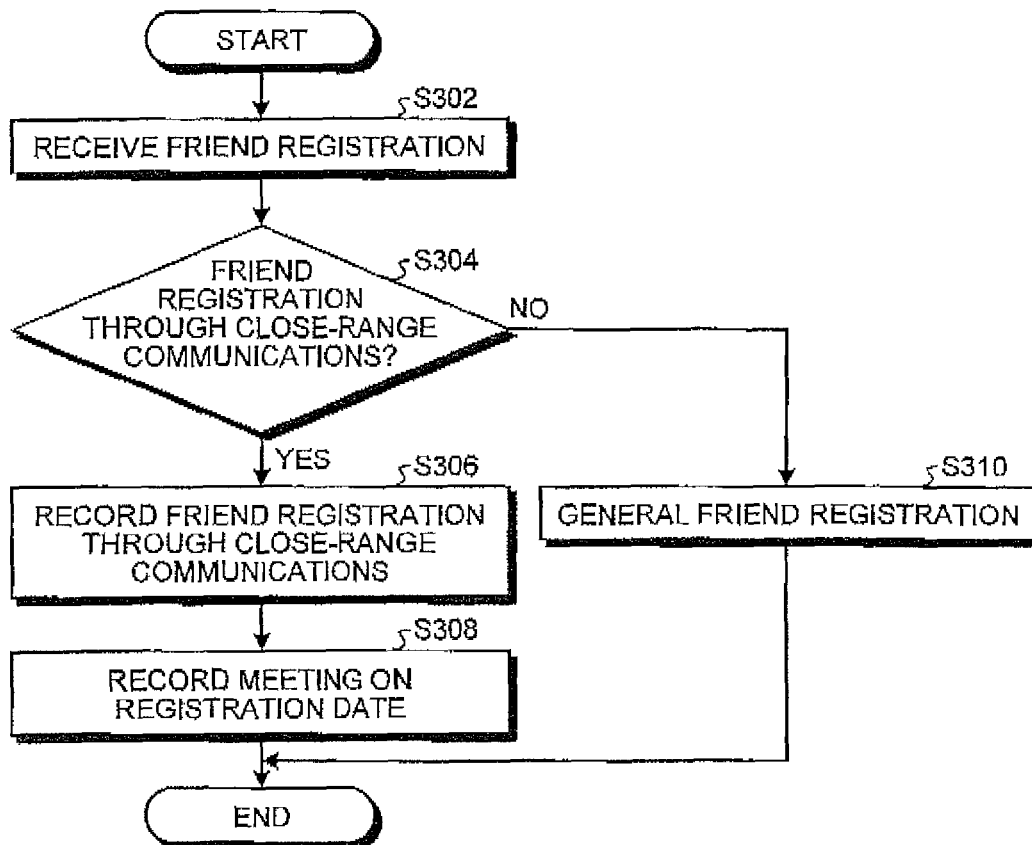 START
S302
RECEIVE FRIEND REGISTRATION
S304
FRIEND
REGISTRATION
THROUGH CLOSE-RANGE
COMMUNICATIONS?
NO
YES
S306
RECORD FRIEND REGISTRATION
THROUGH CLOSE-RANGE
COMMUNICATIONS
S310
GENERAL FRIEND REGISTRATION
S308
RECORD MEETING ON
REGISTRATION DATE
END